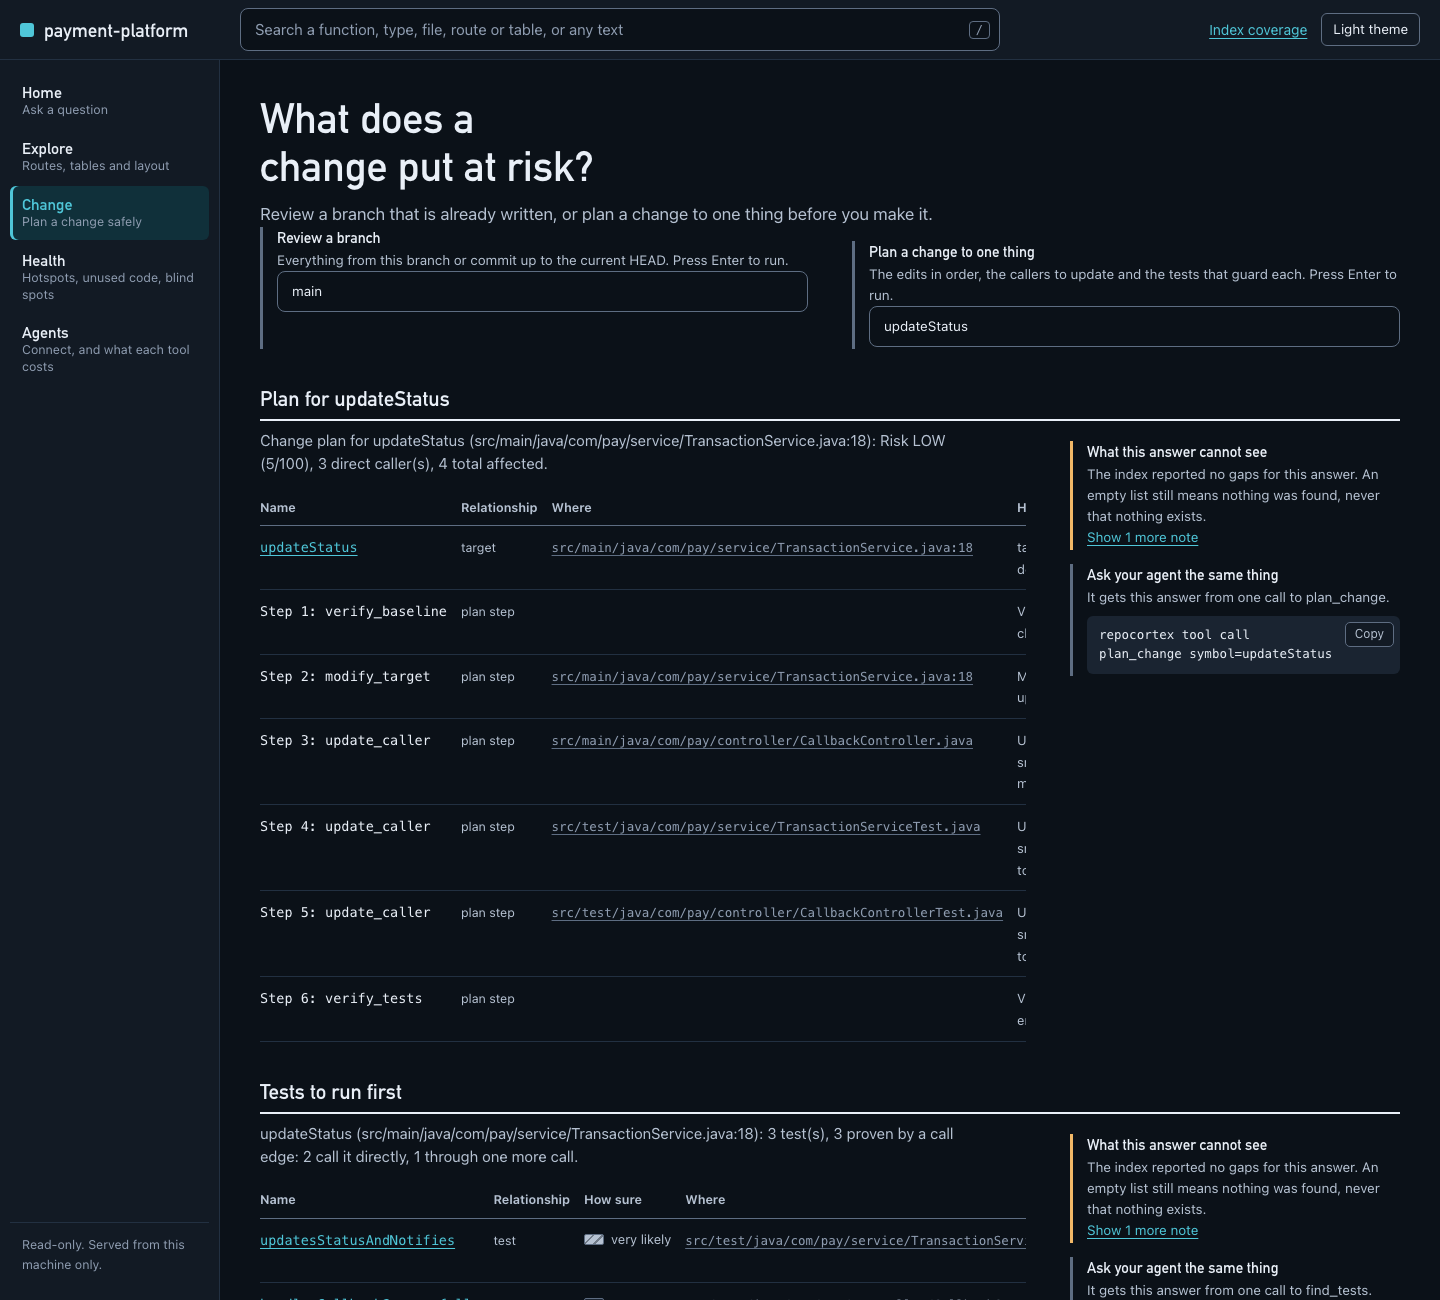 payment-platform
Search a function, type, file, route or table, or any text
/
Index coverage
Light theme
Home
Ask a question
Explore
Routes, tables and layout
Change
Plan a change safely
Health
Hotspots, unused code, blind
spots
Agents
Connect, and what each tool
costs
Read-only. Served from this
machine only.
What does a
change put at risk?
Review a branch that is already written, or plan a change to one thing before you make it.
Review a branch
Everything from this branch or commit up to the current HEAD. Press Enter to run.
main
Plan a change to one thing
The edits in order, the callers to update and the tests that guard each. Press Enter to
run.
updateStatus
Plan for updateStatus
Change plan for updateStatus (src/main/java/com/pay/service/TransactionService.java:18): Risk LOW
(5/100), 3 direct caller(s), 4 total affected.
Name Relationship Where
updateStatus target src/main/java/com/pay/service/TransactionService.java:18
Step 1: verify_baseline plan step
Step 2: modify_target plan step src/main/java/com/pay/service/TransactionService.java:18
Step 3: update_caller plan step src/main/java/com/pay/controller/CallbackController.java
Step 4: update_caller plan step src/test/java/com/pay/service/TransactionServiceTest.java
Step 5: update_caller plan step src/test/java/com/pay/controller/CallbackControllerTest.java
Step 6: verify_tests plan step
What this answer cannot see
The index reported no gaps for this answer. An
empty list still means nothing was found, never
that nothing exists.
Show 1 more note
Ask your agent the same thing
It gets this answer from one call to plan_change.
repocortex tool call
plan_change symbol=updateStatus
Copy
Tests to run first
updateStatus (src/main/java/com/pay/service/TransactionService.java:18): 3 test(s), 3 proven by a call
edge: 2 call it directly, 1 through one more call.
Name Relationship How sure Where
updatesStatusAndNotifies test very likely src/test/java/com/pay/service/TransactionServ
What this answer cannot see
The index reported no gaps for this answer. An
empty list still means nothing was found, never
that nothing exists.
Show 1 more note
Ask your agent the same thing
It gets this answer from one call to find_tests.